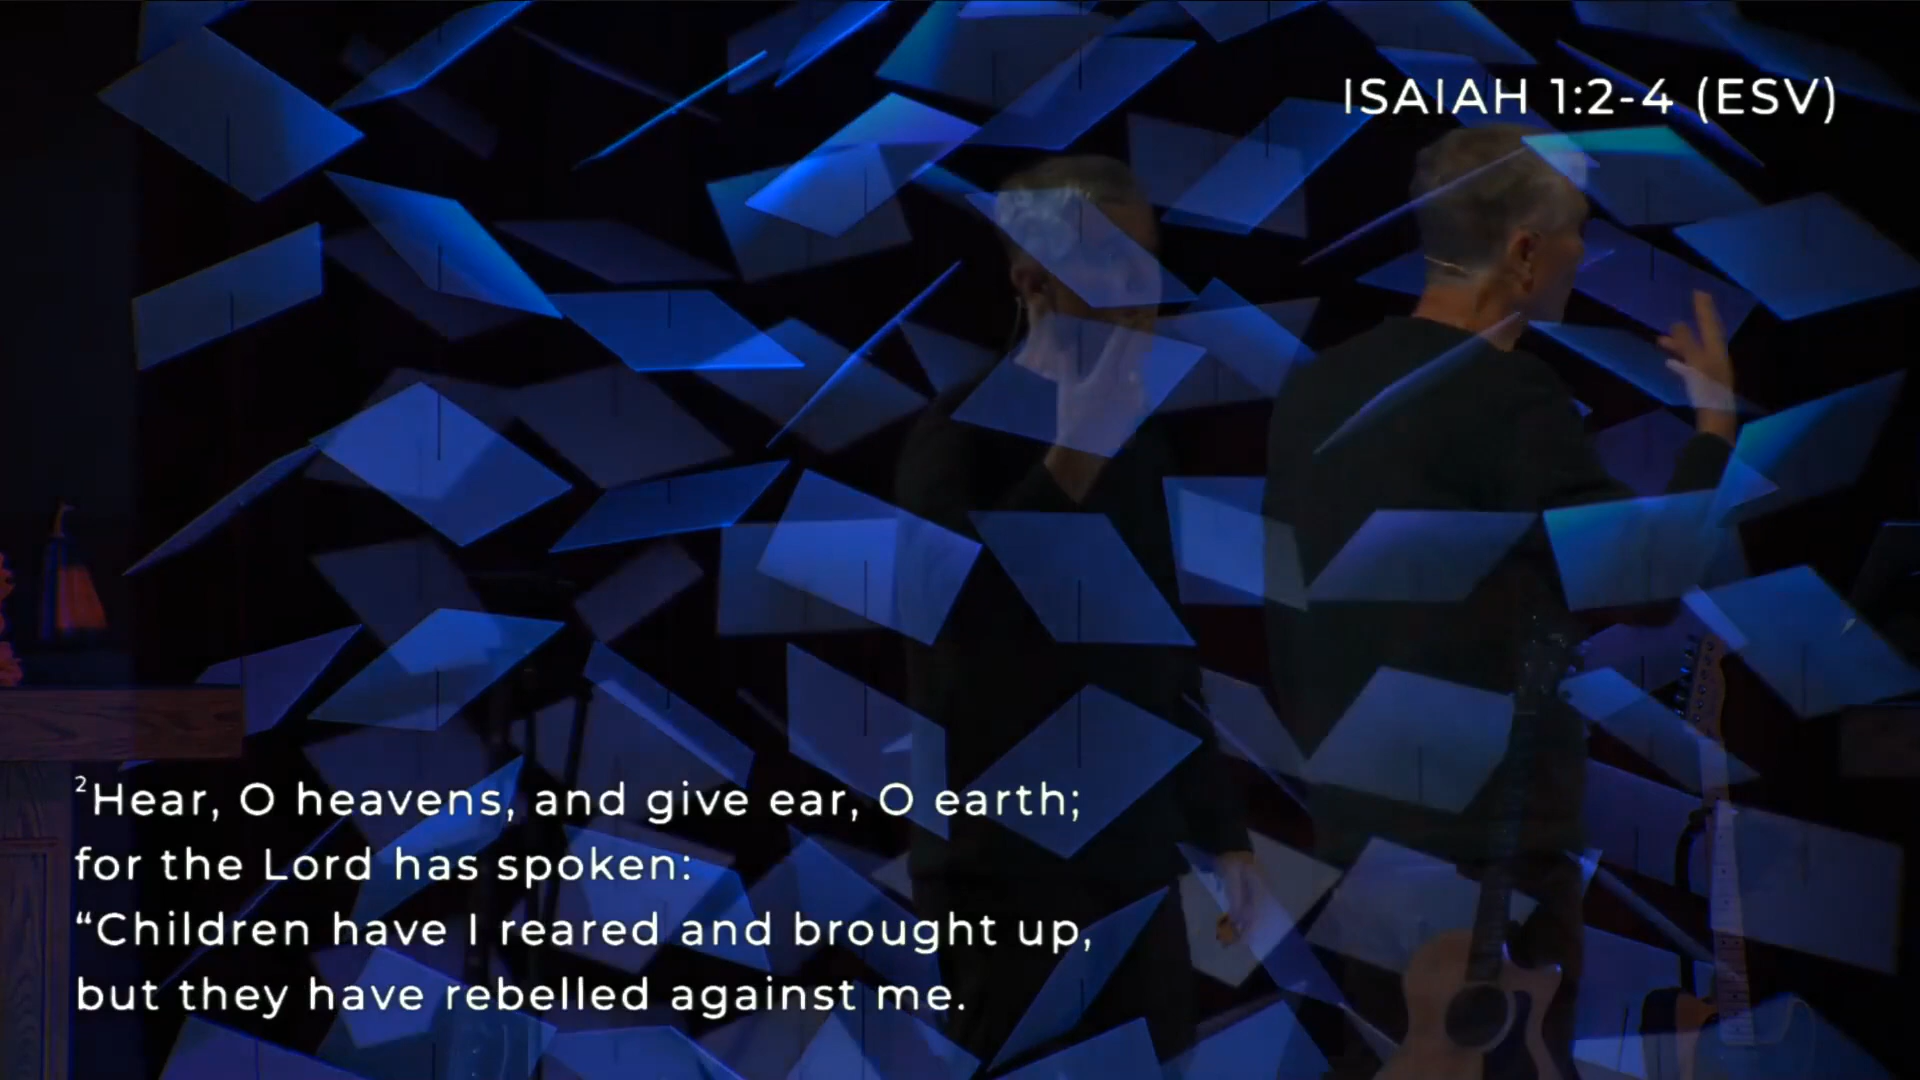 ISAIAH 1:2-4 (ESV)
²Hear, O heavens, and give ear, O earth;
for the Lord has spoken:
“Children have I reared and brought up,
but they have rebelled against me.